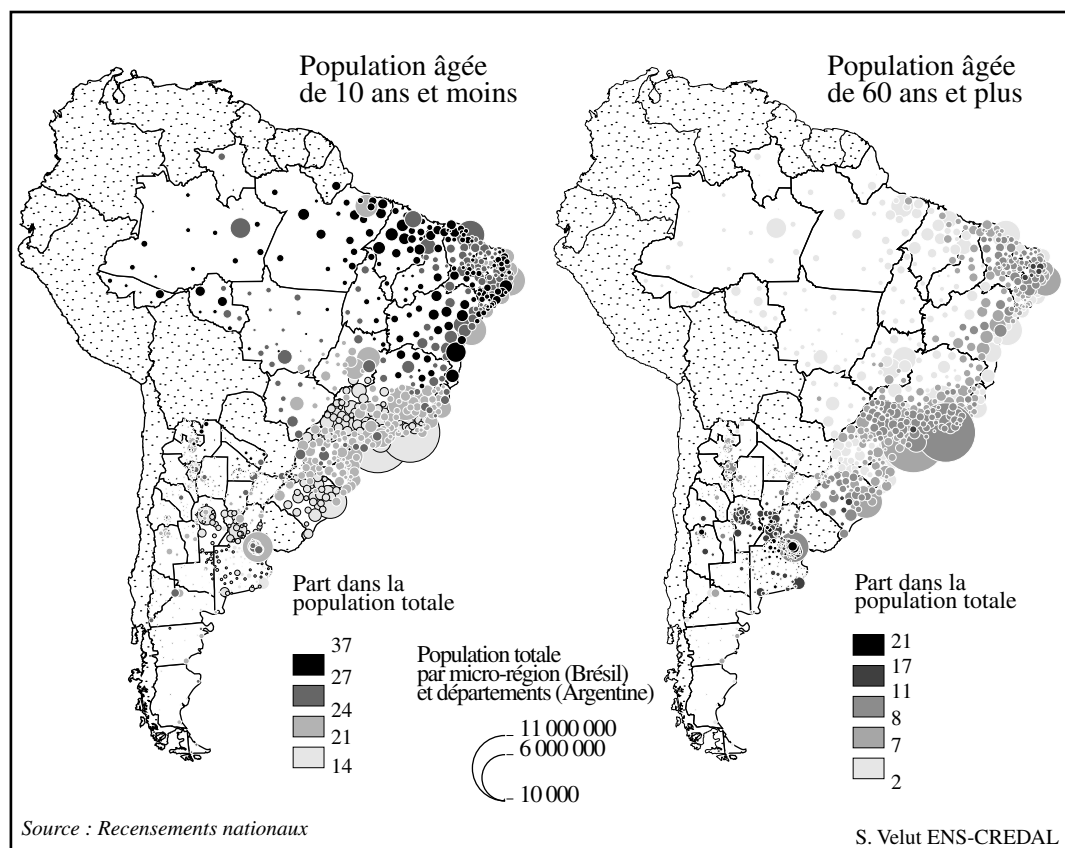 Population âgée
de 10 ans et moins
Population âgée
de 60 ans et plus
Part dans la
population totale
37
27
24
21
14
Population totale
par micro-région (Brésil)
et départements (Argentine)
11 000 000
6 000 000
10 000
Part dans la
population totale
21
17
11
8
7
2
Source : Recensements nationaux
S. Velut ENS-CREDAL